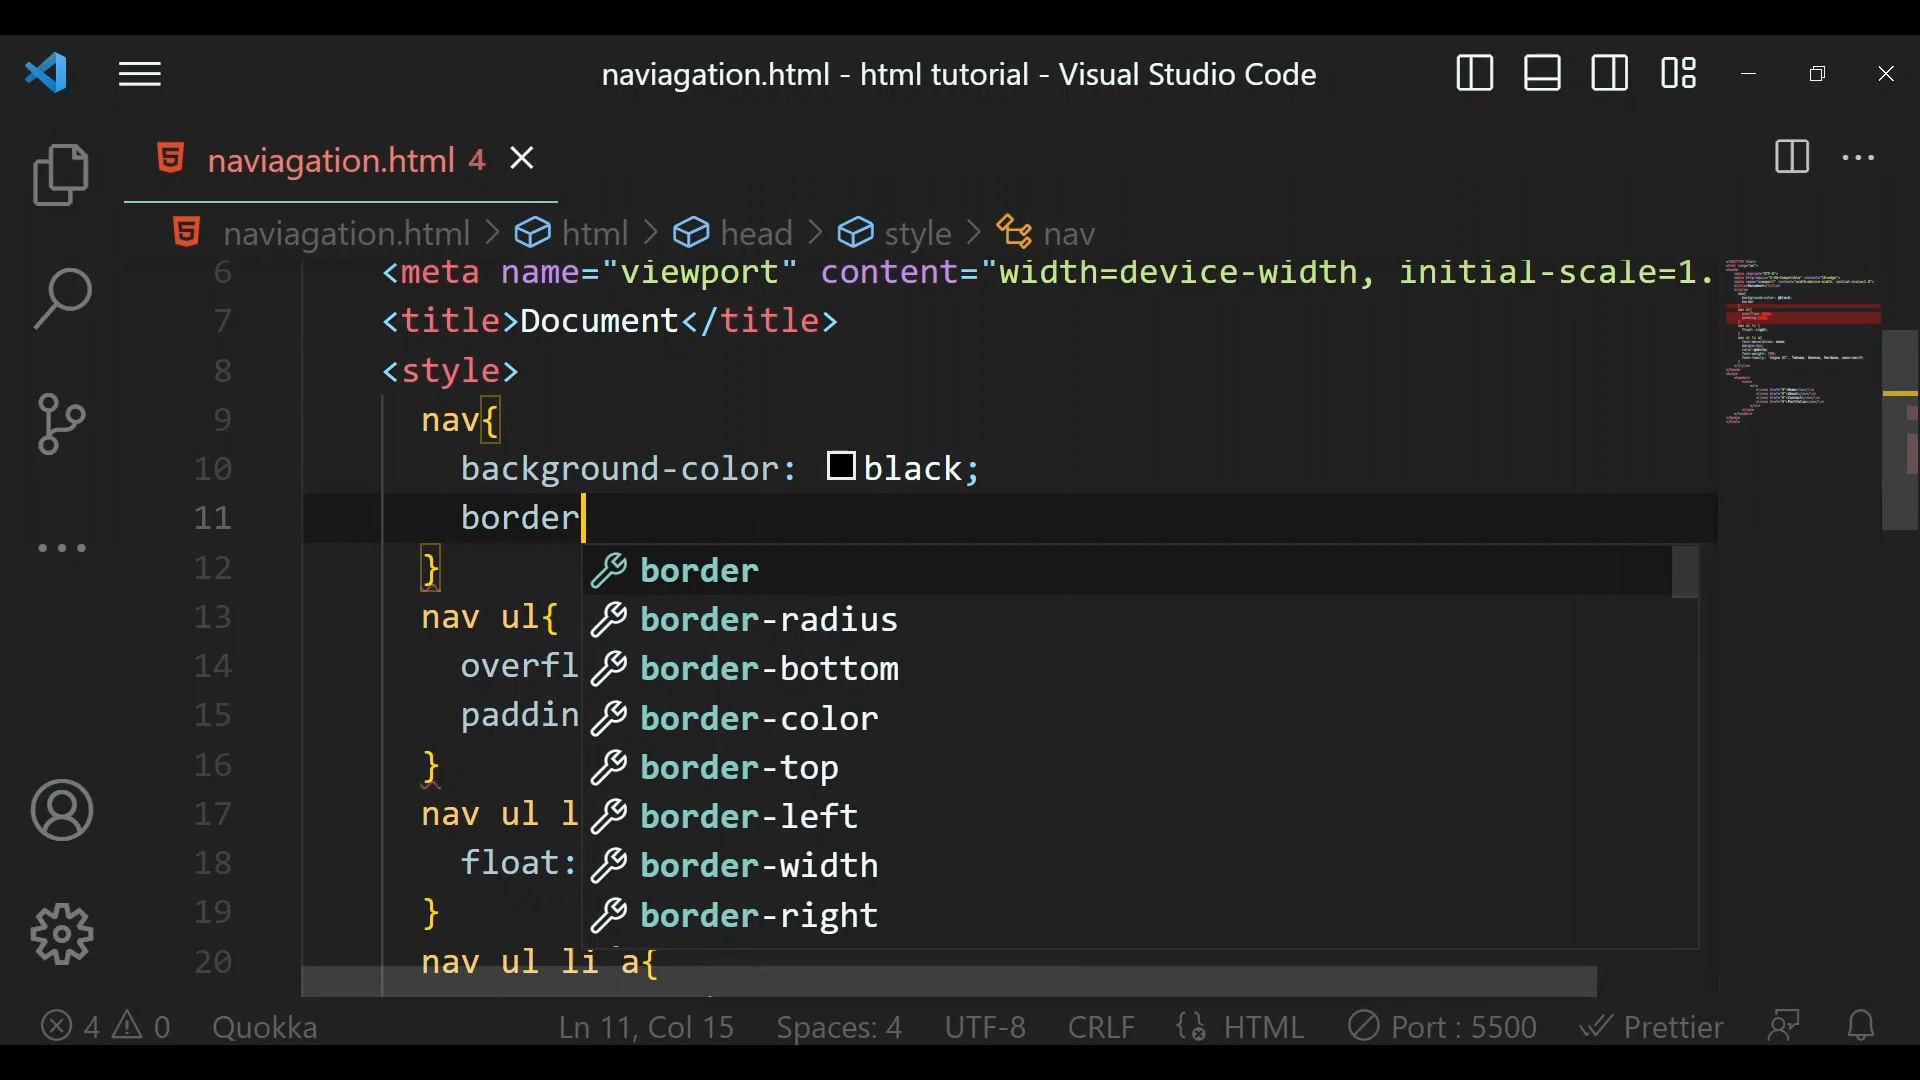 naviagation.html - html tutorial - Visual Studio Code
naviagation.html 4
naviagation.html > html > head > style > nav
6 <meta name="viewport" content="width=device-width, initial-scale=1.
7 <title>Document</title>
8 <style>
9 nav{
10 background-color: black;
11 border
12 }
13 nav ul{
14 overfl
15 paddin
16 }
17 nav ul l
18 float:
19 }
20 nav ul li a{
border
border-radius
border-bottom
border-color
border-top
border-left
border-width
border-right
4 0 Quokka Ln 11, Col 15 Spaces: 4 UTF-8 CRLF HTML Port : 5500 Prettier